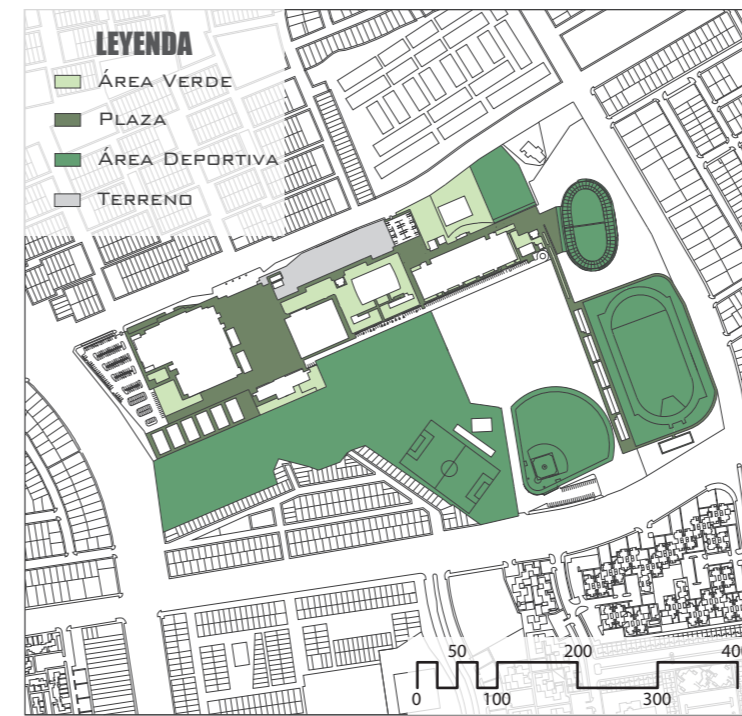 LEYENDA
ÁREA VERDE
PLAZA
ÁREA DEPORTIVA
TERRENO
50 200 400
0 100 300